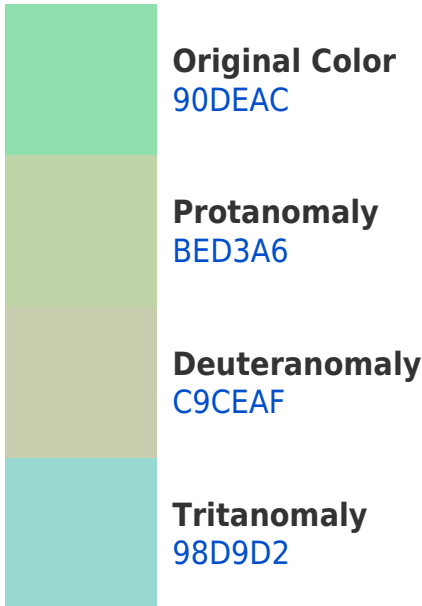 Original Color
90DEAC
Protanomaly
BED3A6
Deuteranomaly
C9CEAF
Tritanomaly
98D9D2